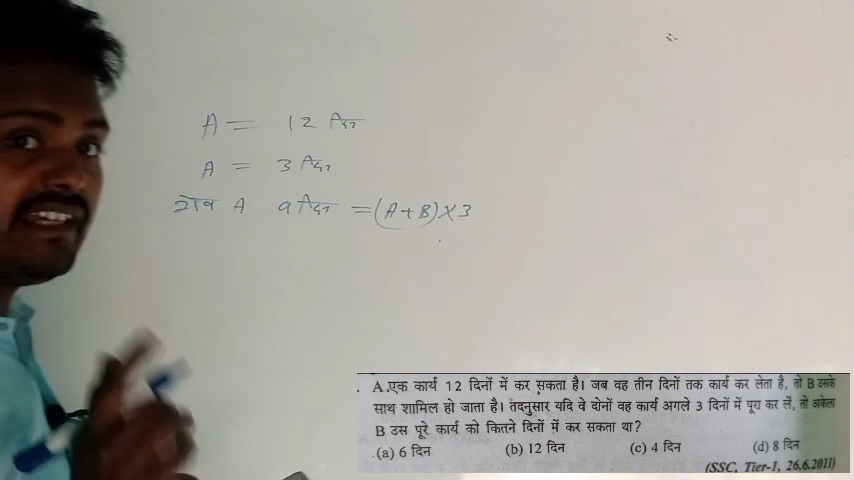 A = 12 दिन
A = 3 दिन
शेष A 9 दिन = (A + B) × 3
A.एक कार्य 12 दिनों में कर सकता है। जब वह तीन दिनों तक कार्य कर लेता है, तो B उसके
साथ शामिल हो जाता है। तदनुसार यदि वे दोनों वह कार्य अगले 3 दिनों में पूरा कर लें, तो अकेला
B उस पूरे कार्य को कितने दिनों में कर सकता था?
(a) 6 दिन (b) 12 दिन (c) 4 दिन (d) 8 दिन
(SSC, Tier-1, 26.6.2011)